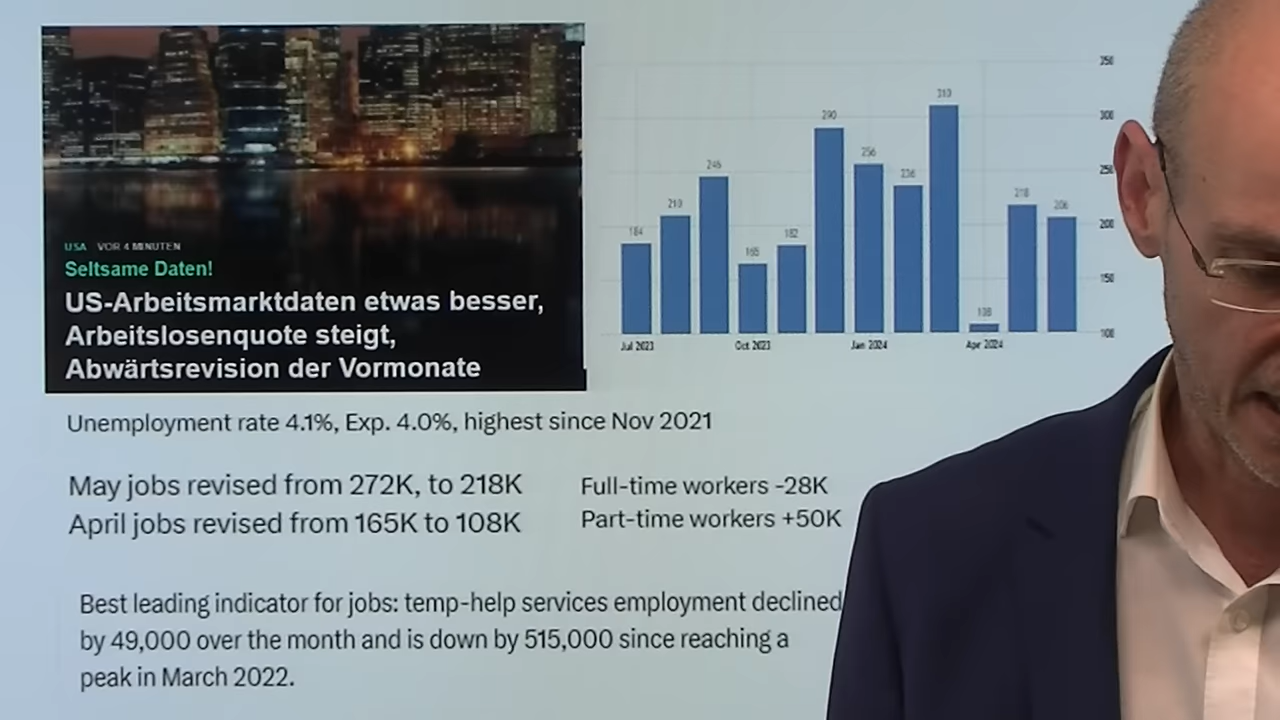 USA VOR 4 MINUTEN
Seltsame Daten!
US-Arbeitsmarktdaten etwas besser,
Arbeitslosenquote steigt,
Abwärtsrevision der Vormonate
350
300
250
200
150
100
184
210
246
165
182
290
256
236
310
108
218
206
Jul 2023
Oct 2023
Jan 2024
Apr 2024
Unemployment rate 4.1%, Exp. 4.0%, highest since Nov 2021
May jobs revised from 272K, to 218K
April jobs revised from 165K to 108K
Full-time workers -28K
Part-time workers +50K
Best leading indicator for jobs: temp-help services employment declined
by 49,000 over the month and is down by 515,000 since reaching a
peak in March 2022.